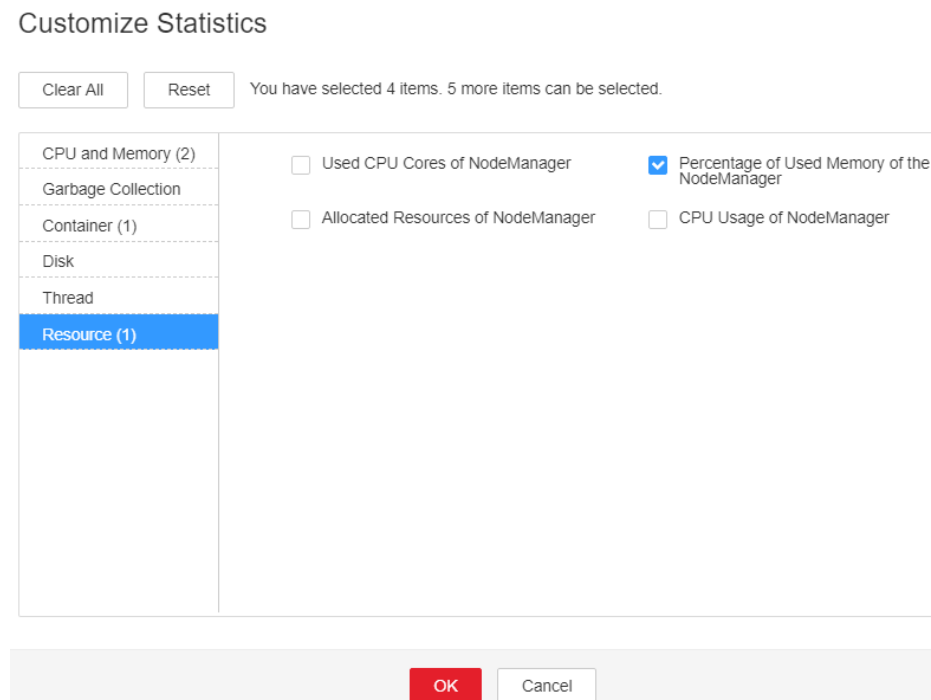 Customize Statistics
Clear All
Reset
You have selected 4 items. 5 more items can be selected.
CPU and Memory (2)
Garbage Collection
Container (1)
Disk
Thread
Resource (1)
Used CPU Cores of NodeManager
Percentage of Used Memory of the
NodeManager
Allocated Resources of NodeManager
CPU Usage of NodeManager
OK
Cancel